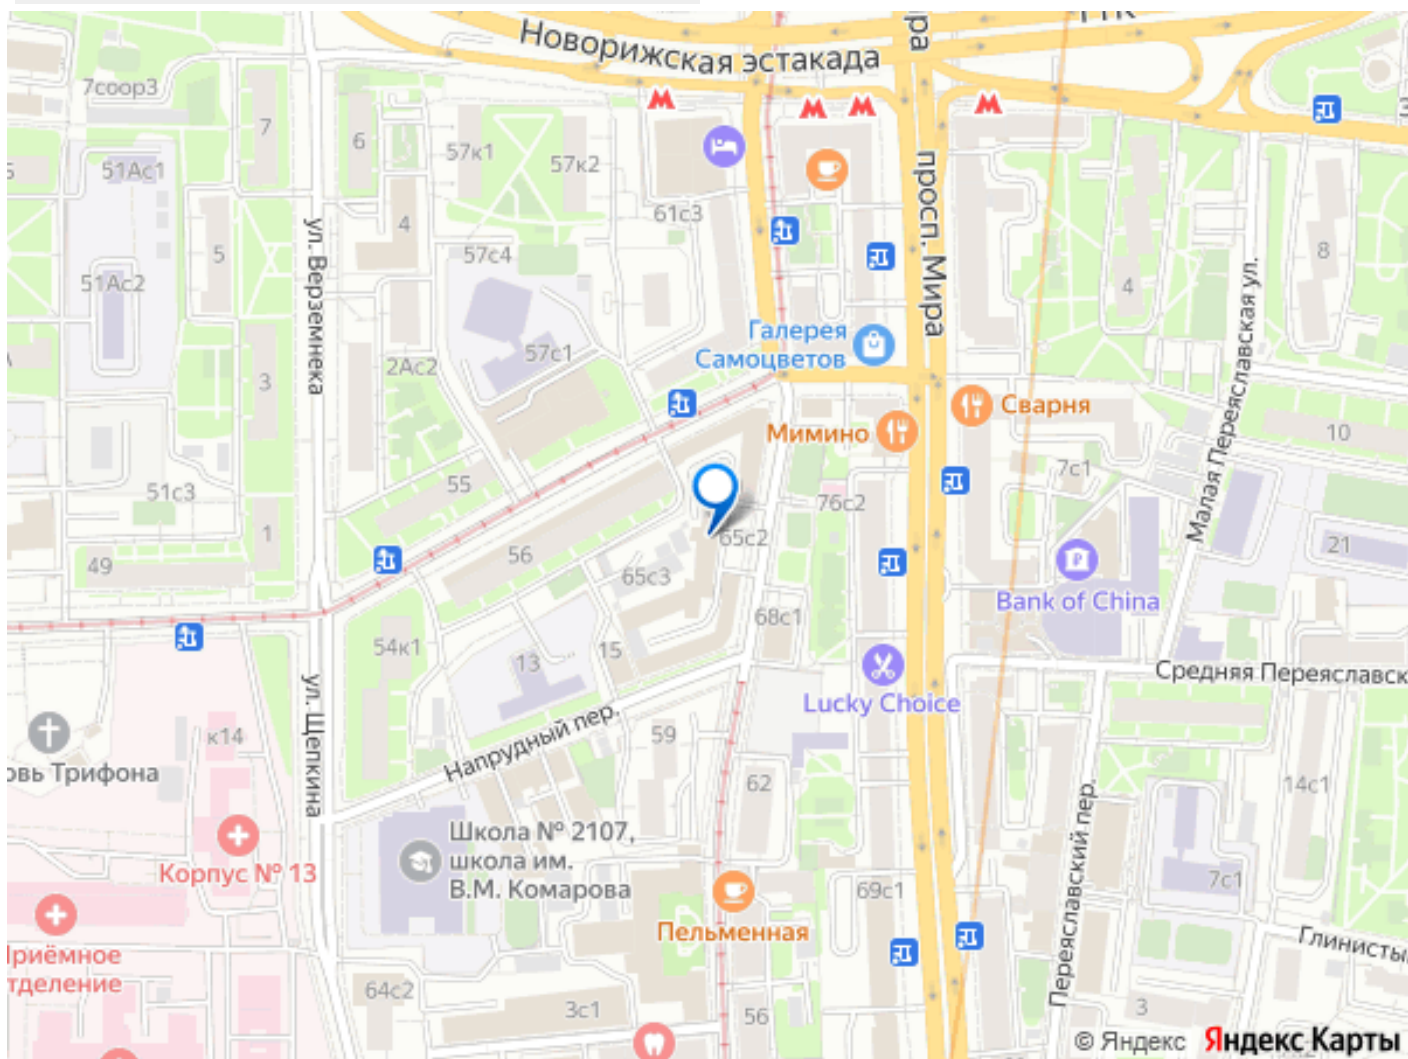 Новорижская эстакада
ТТК
7соор3
7
6
57к1
57к2
51Ас1
5
4
61с3
просп. Мира
8
ул. Верземнека
5
57с4
51Ас2
4
Малая Переяславская ул.
Галерея
Самоцветов
57с1
2Ас2
3
Сварня
Мимино
10
7с1
55
51с3
76с2
1
65с2
21
56
49
65с3
Bank of China
68с1
54к1
15
13
Средняя Переяславск
ул. Щепкина
Lucky Choice
Напрудный пер.
59
к14
овь Трифона
62
14с1
Переяславский пер.
Школа № 2107,
школа им.
В.М. Комарова
Корпус № 13
69с1
7с1
Пельменная
Глинисты
Приёмное
тделение
64с2
3с1
56
3
© Яндекс Яндекс Карты